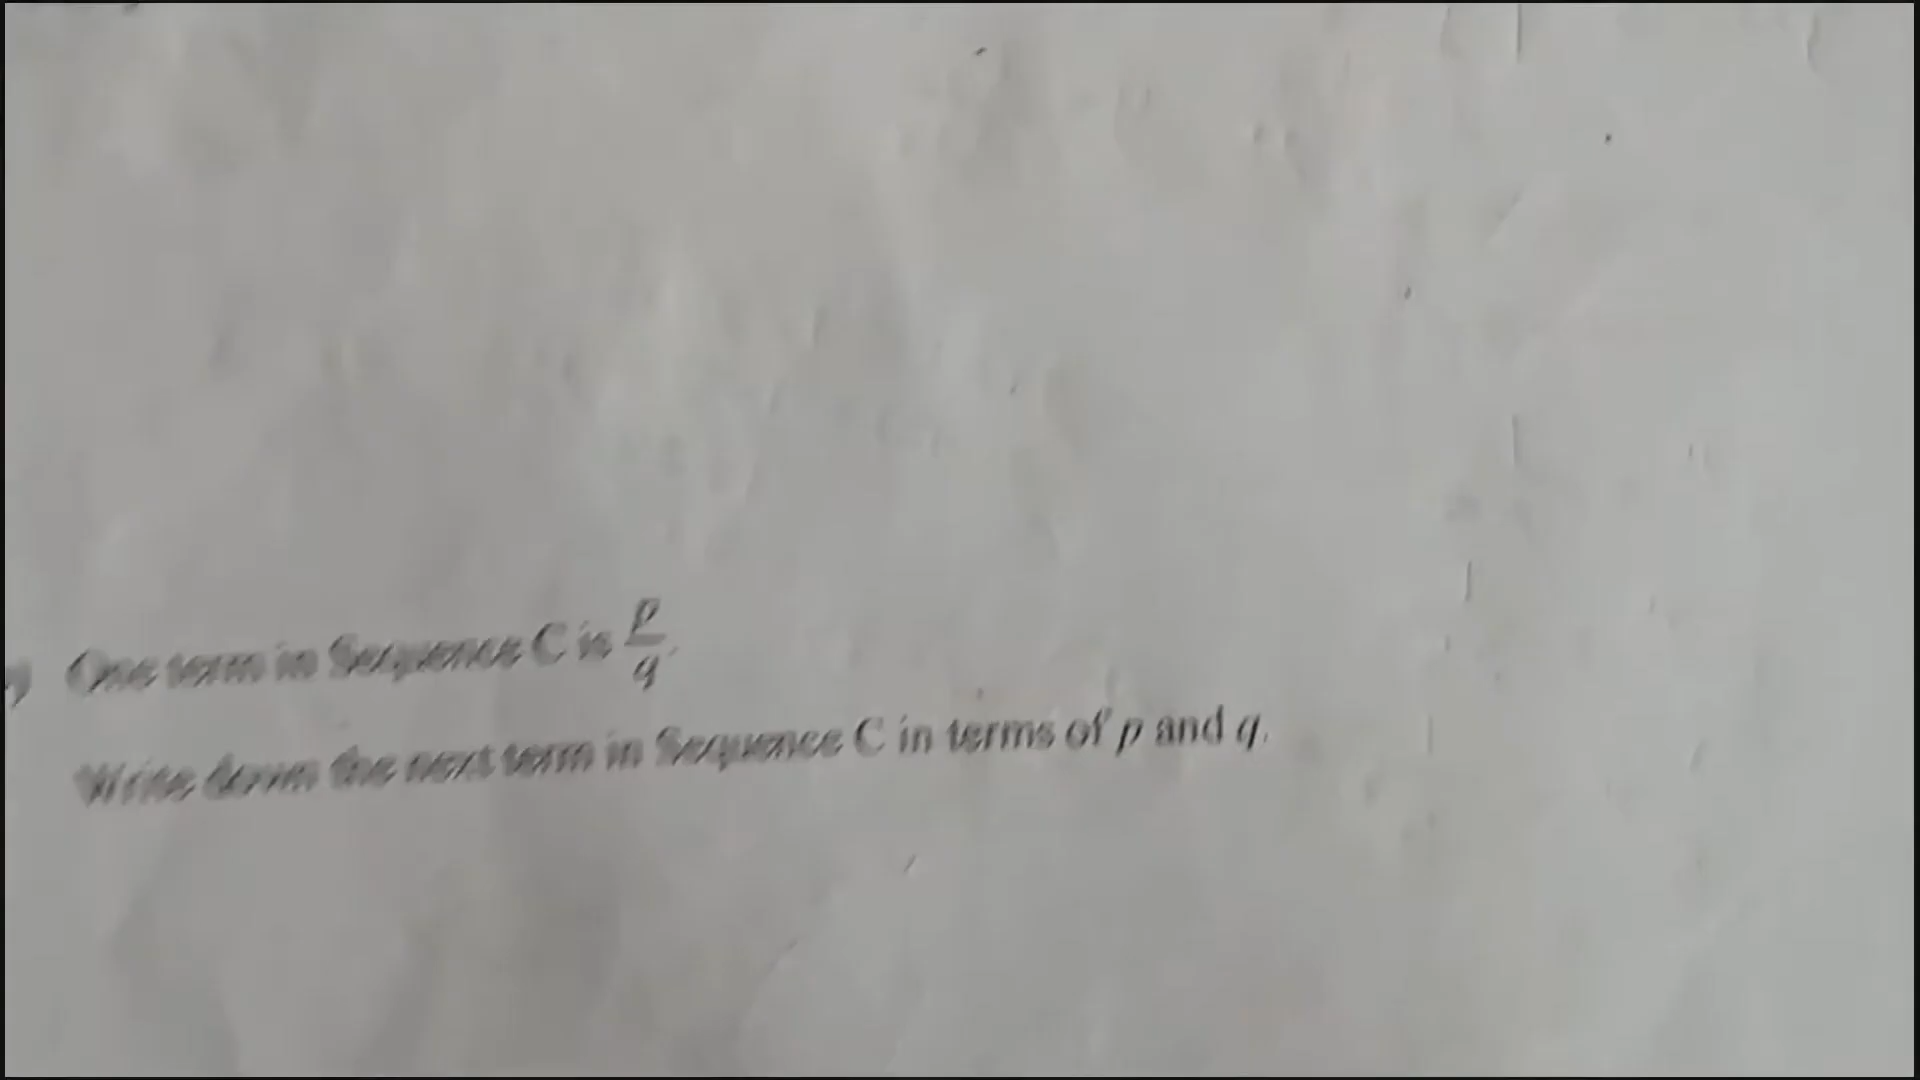 One term in Sequence C is p/q.
Write down the next term in Sequence C in terms of p and q.